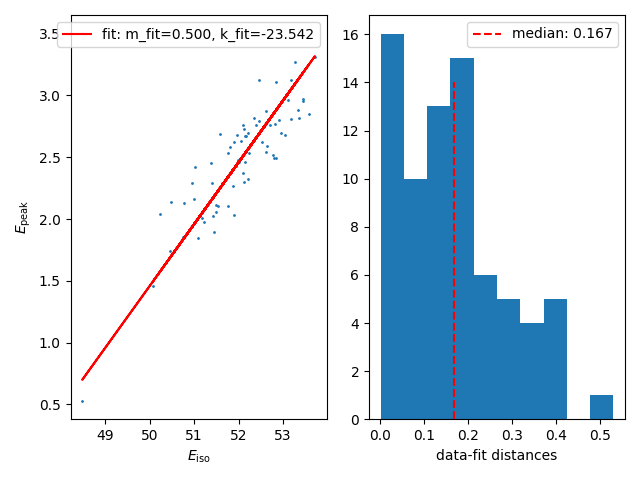 fit: m_fit=0.500, k_fit=-23.542
3.5
3.0
2.5
2.0
1.5
1.0
0.5
E_peak
49 50 51 52 53
E_iso
median: 0.167
16
14
12
10
8
6
4
2
0
0.0 0.1 0.2 0.3 0.4 0.5
data-fit distances